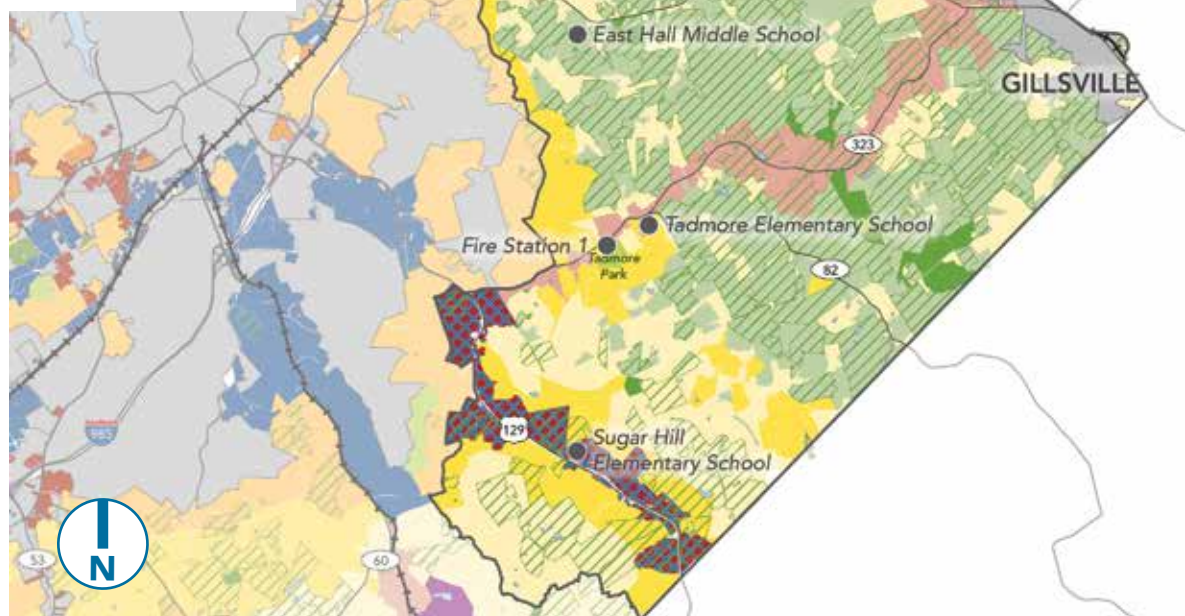 East Hall Middle School
GILLSVILLE
323
Tadmore Elementary School
Fire Station 1
Tadmore
Park
82
129
Sugar Hill
Elementary School
53
60
N